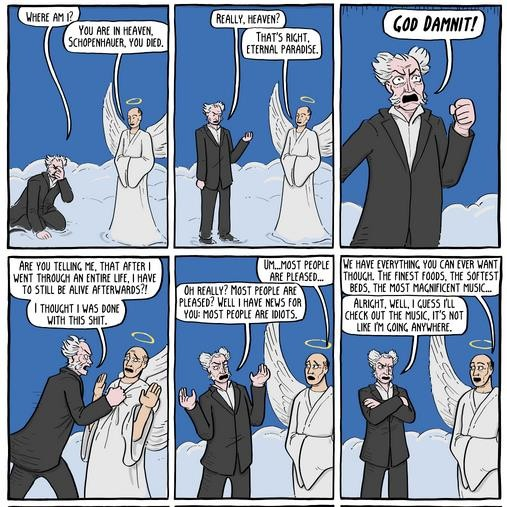 WHERE AM I?
YOU ARE IN HEAVEN,
SCHOPENHAUER, YOU DIED.
REALLY, HEAVEN?
THAT'S RIGHT,
ETERNAL PARADISE.
GOD DAMNIT!
ARE YOU TELLING ME, THAT AFTER I
WENT THROUGH AN ENTIRE LIFE, I HAVE
TO STILL BE ALIVE AFTERWARDS?!
I THOUGHT I WAS DONE
WITH THIS SHIT.
UM...MOST PEOPLE
ARE PLEASED...
OH REALLY? MOST PEOPLE ARE
PLEASED? WELL I HAVE NEWS FOR
YOU: MOST PEOPLE ARE IDIOTS.
WE HAVE EVERYTHING YOU CAN EVER WANT
THOUGH. THE FINEST FOODS, THE SOFTEST
BEDS, THE MOST MAGNIFICENT MUSIC...
ALRIGHT, WELL, I GUESS I'LL
CHECK OUT THE MUSIC, IT'S NOT
LIKE I'M GOING ANYWHERE.